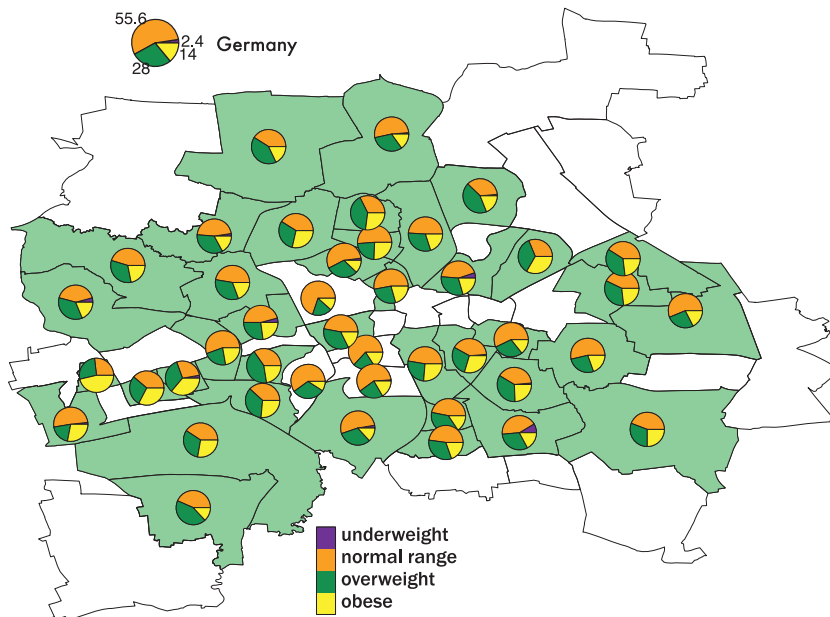 55.6
2.4
Germany
14
28
underweight
normal range
overweight
obese